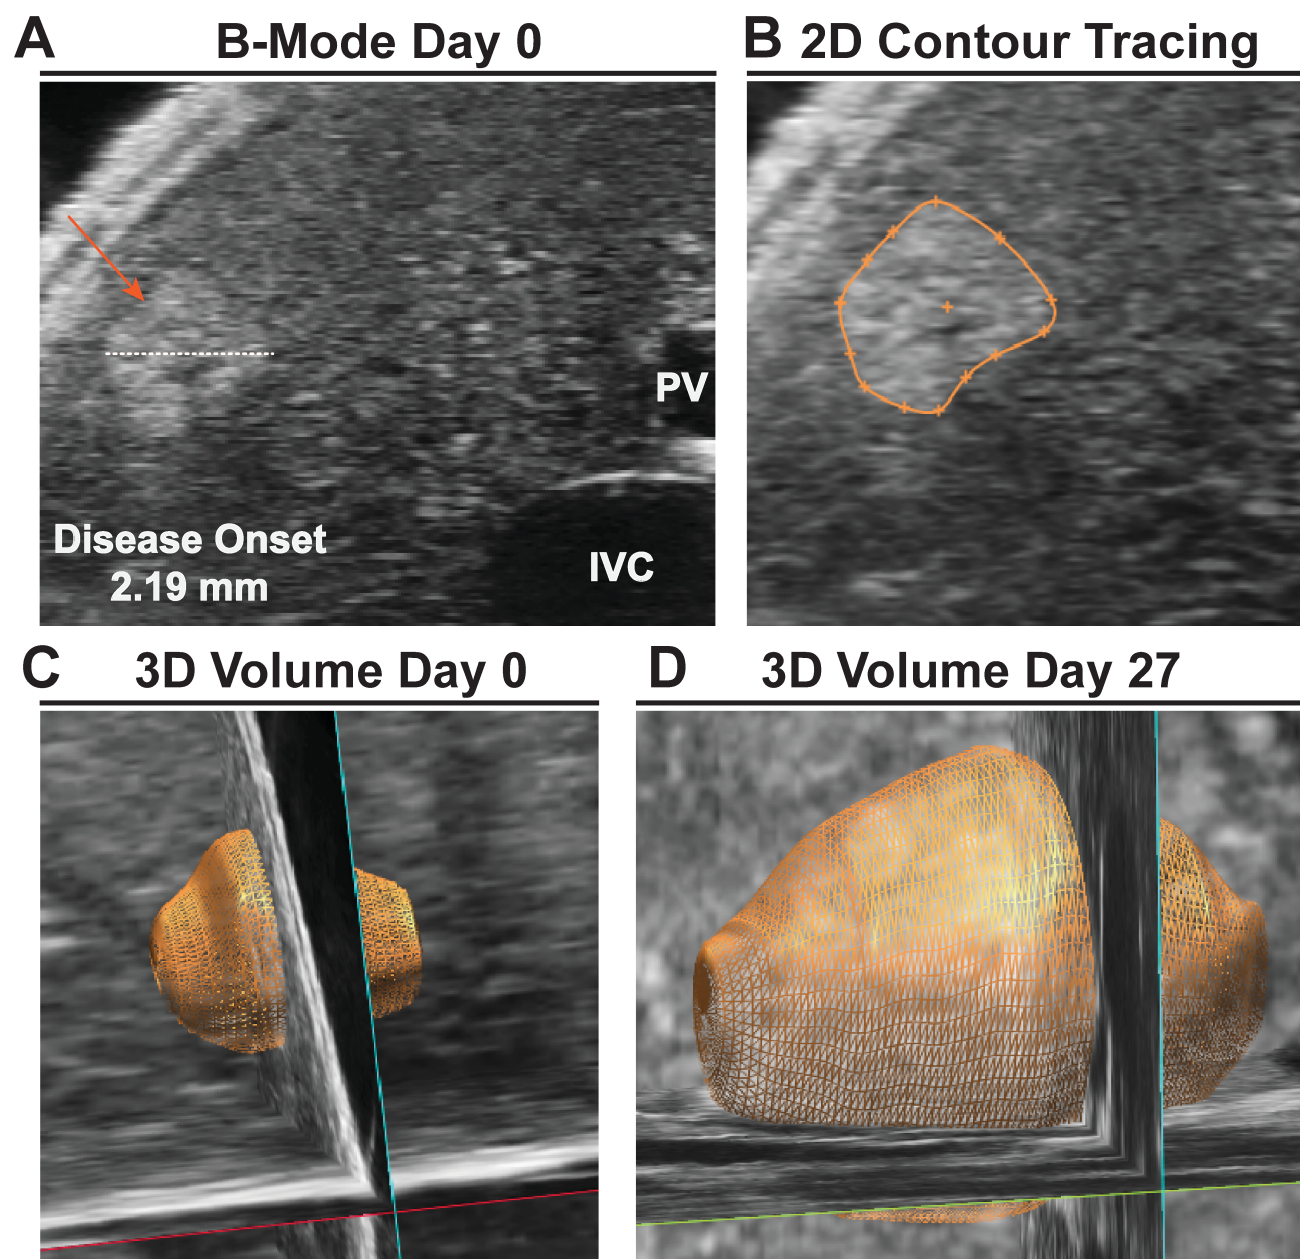 A
B-Mode Day 0
B
2D Contour Tracing
PV
Disease Onset
2.19 mm
IVC
C
3D Volume Day 0
D
3D Volume Day 27